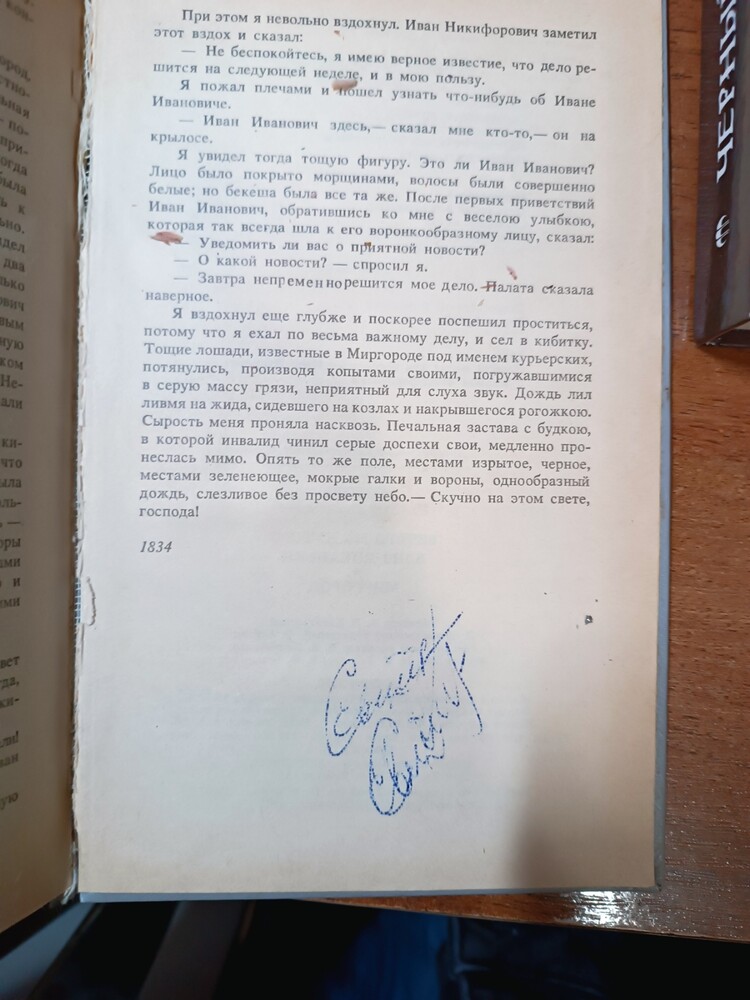 При этом я невольно вздохнул. Иван Никифорович заметил
этот вздох и сказал:
— Не беспокойтесь, я имею верное известие, что дело ре-
шится на следующей неделе, и в мою пользу.
Я пожал плечами и пошел узнать что-нибудь об Иване
Ивановиче.
— Иван Иванович здесь,— сказал мне кто-то,— он на
крылосе.
Я увидел тогда тощую фигуру. Это ли Иван Иванович?
Лицо было покрыто морщинами, волосы были совершенно
белые; но бекеша была все та же. После первых приветствий
Иван Иванович, обратившись ко мне с веселою улыбкою,
которая так всегда шла к его воронкообразному лицу, сказал:
— Уведомить ли вас о приятной новости?
— О какой новости? — спросил я.
— Завтра непременно решится мое дело. Палата сказала
наверное.
Я вздохнул еще глубже и поскорее поспешил проститься,
потому что я ехал по весьма важному делу, и сел в кибитку.
Тощие лошади, известные в Миргороде под именем курьерских,
потянулись, производя копытами своими, погружавшимися
в серую массу грязи, неприятный для слуха звук. Дождь лил
ливмя на жида, сидевшего на козлах и накрывшегося рогожкою.
Сырость меня проняла насквозь. Печальная застава с будкою,
в которой инвалид чинил серые доспехи свои, медленно про-
неслась мимо. Опять то же поле, местами изрытое, черное,
местами зеленеющее, мокрые галки и вороны, однообразный
дождь, слезливое без просвету небо.— Скучно на этом свете,
господа!
1834